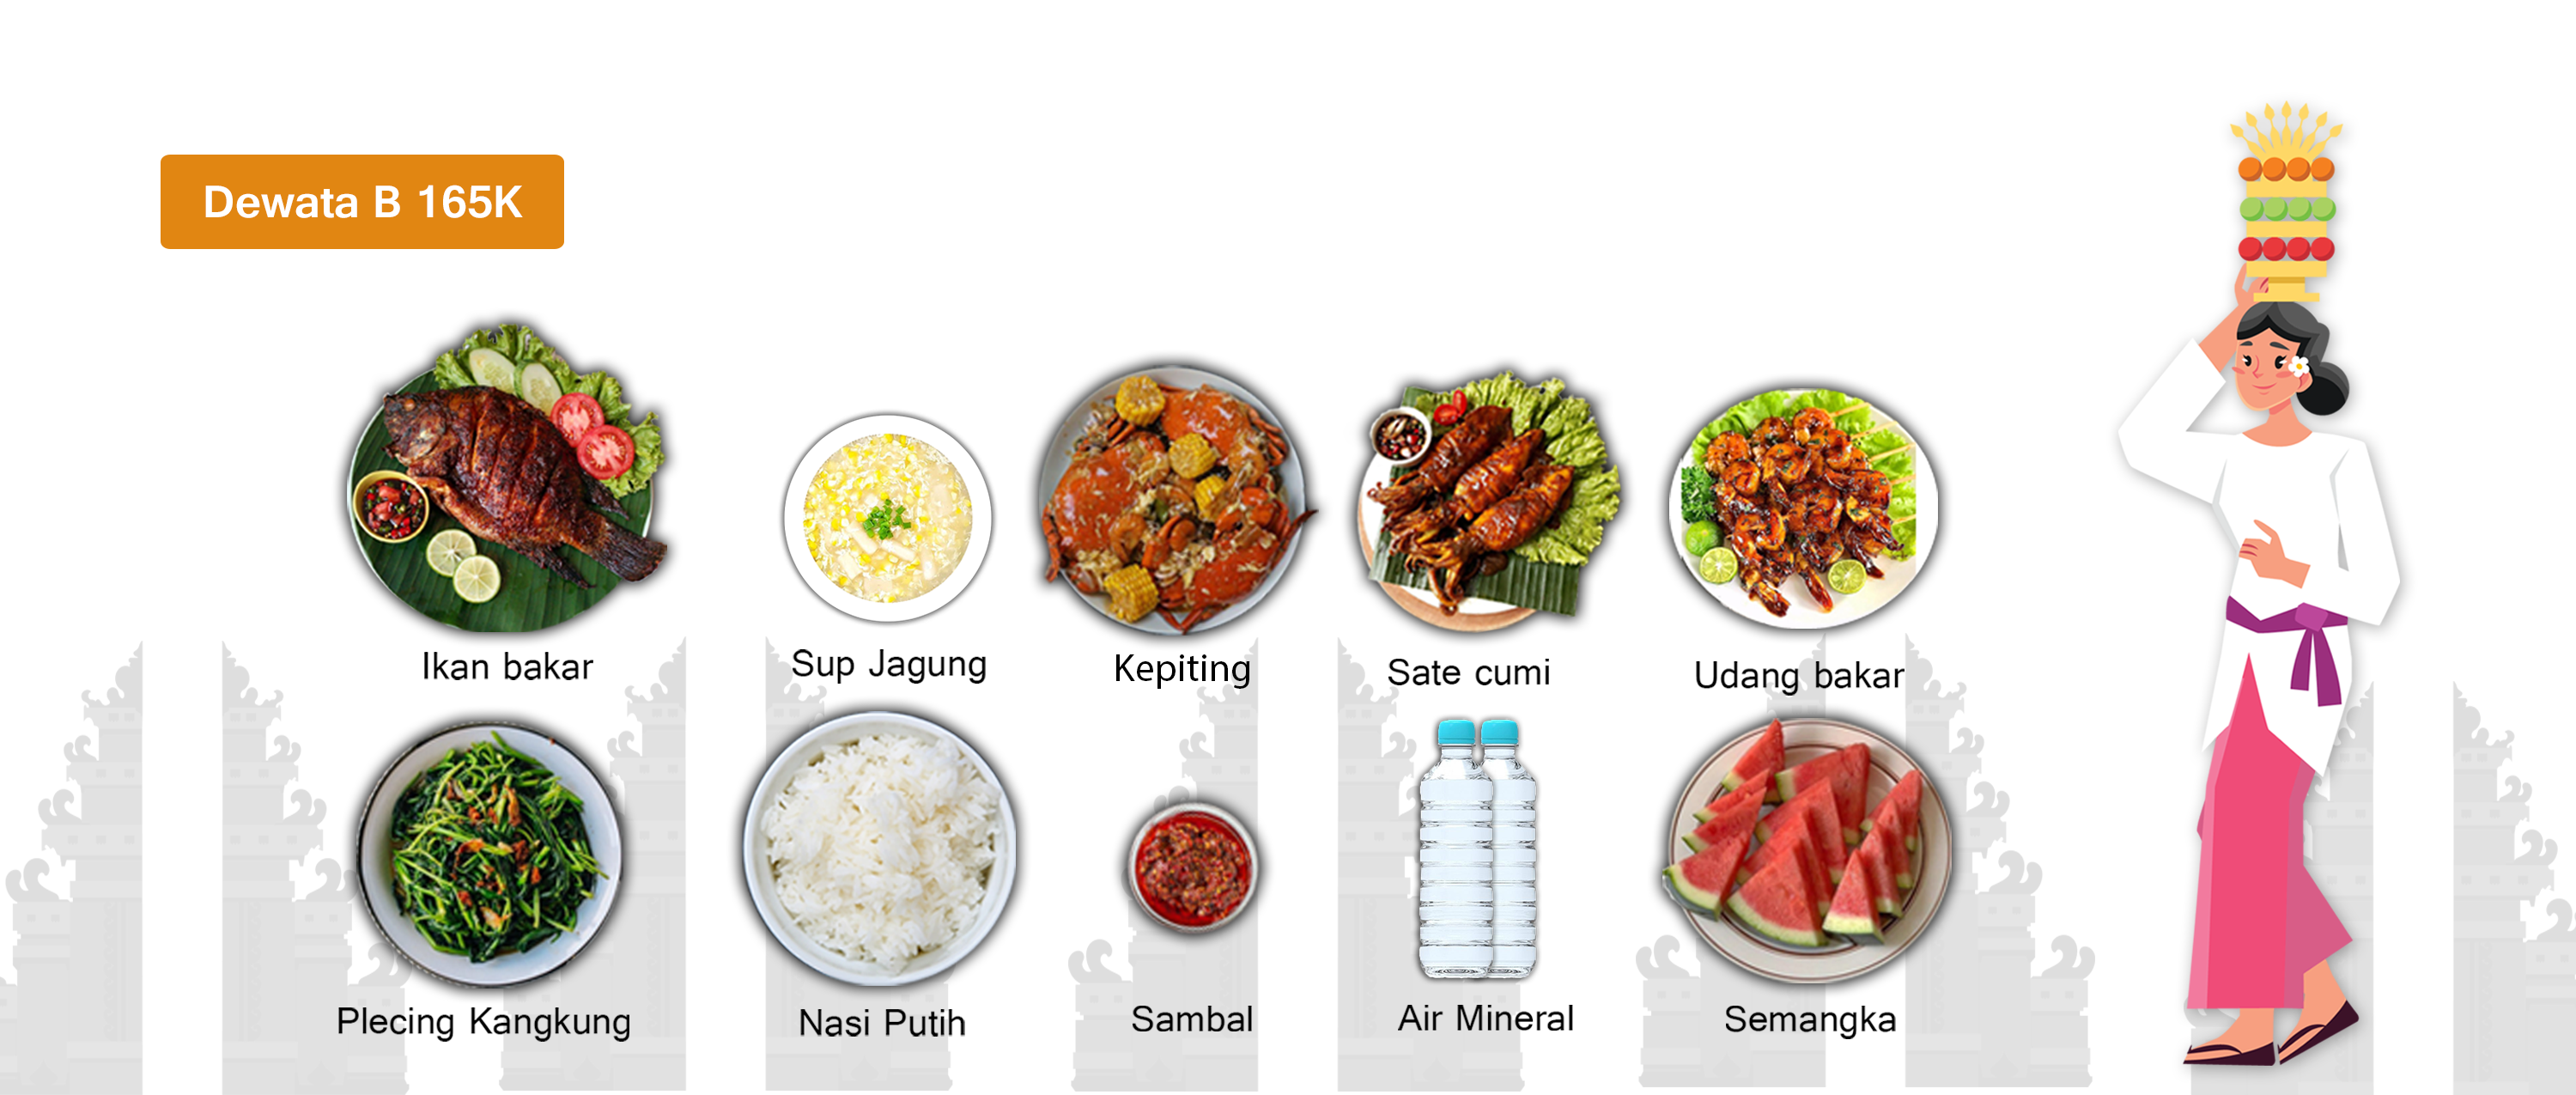 Dewata B 165K
Ikan bakar
Sup Jagung
Kepiting
Sate cumi
Udang bakar
Plecing Kangkung
Nasi Putih
Sambal
Air Mineral
Semangka